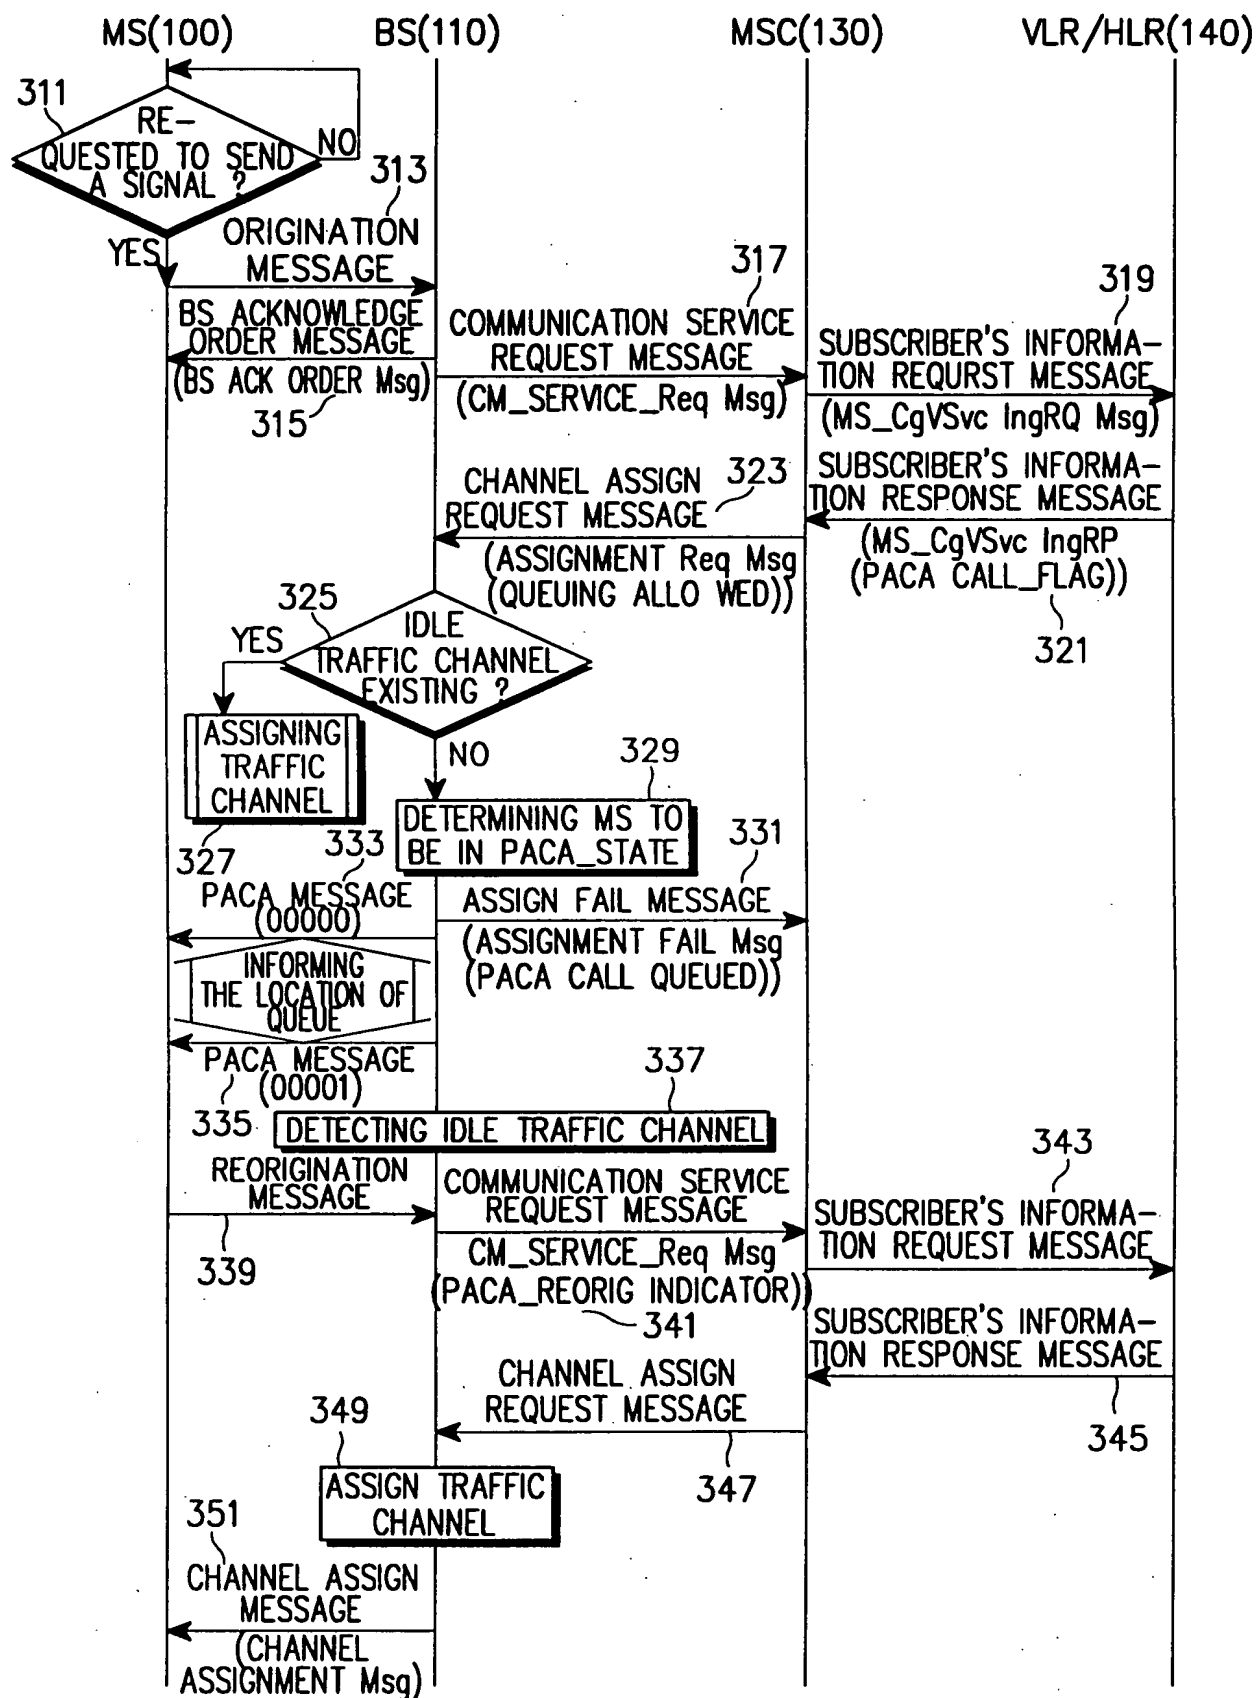 MS(100)
BS(110)
MSC(130)
VLR/HLR(140)
311
RE-
QUESTED TO SEND
A SIGNAL ?
NO
YES
313
ORIGINATION
MESSAGE
BS ACKNOWLEDGE
ORDER MESSAGE
(BS ACK ORDER Msg)
315
317
COMMUNICATION SERVICE
REQUEST MESSAGE
(CM_SERVICE_Req Msg)
319
SUBSCRIBER'S INFORMA-
TION REQURST MESSAGE
(MS_CgVSvc IngRQ Msg)
SUBSCRIBER'S INFORMA-
TION RESPONSE MESSAGE
(MS_CgVSvc IngRP
(PACA CALL_FLAG))
321
CHANNEL ASSIGN
REQUEST MESSAGE
323
(ASSIGNMENT Req Msg
(QUEUING ALLO WED))
325
IDLE
TRAFFIC CHANNEL
EXISTING ?
YES
NO
ASSIGNING
TRAFFIC
CHANNEL
327
329
DETERMINING MS TO
BE IN PACA_STATE
331
ASSIGN FAIL MESSAGE
(ASSIGNMENT FAIL Msg
(PACA CALL QUEUED))
333
PACA MESSAGE
(00000)
INFORMING
THE LOCATION OF
QUEUE
PACA MESSAGE
(00001)
335
337
DETECTING IDLE TRAFFIC CHANNEL
REORIGINATION
MESSAGE
339
COMMUNICATION SERVICE
REQUEST MESSAGE
CM_SERVICE_Req Msg
(PACA_REORIG INDICATOR))
341
343
SUBSCRIBER'S INFORMA-
TION REQUEST MESSAGE
SUBSCRIBER'S INFORMA-
TION RESPONSE MESSAGE
345
CHANNEL ASSIGN
REQUEST MESSAGE
347
349
ASSIGN TRAFFIC
CHANNEL
351
CHANNEL ASSIGN
MESSAGE
(CHANNEL
ASSIGNMENT Msg)